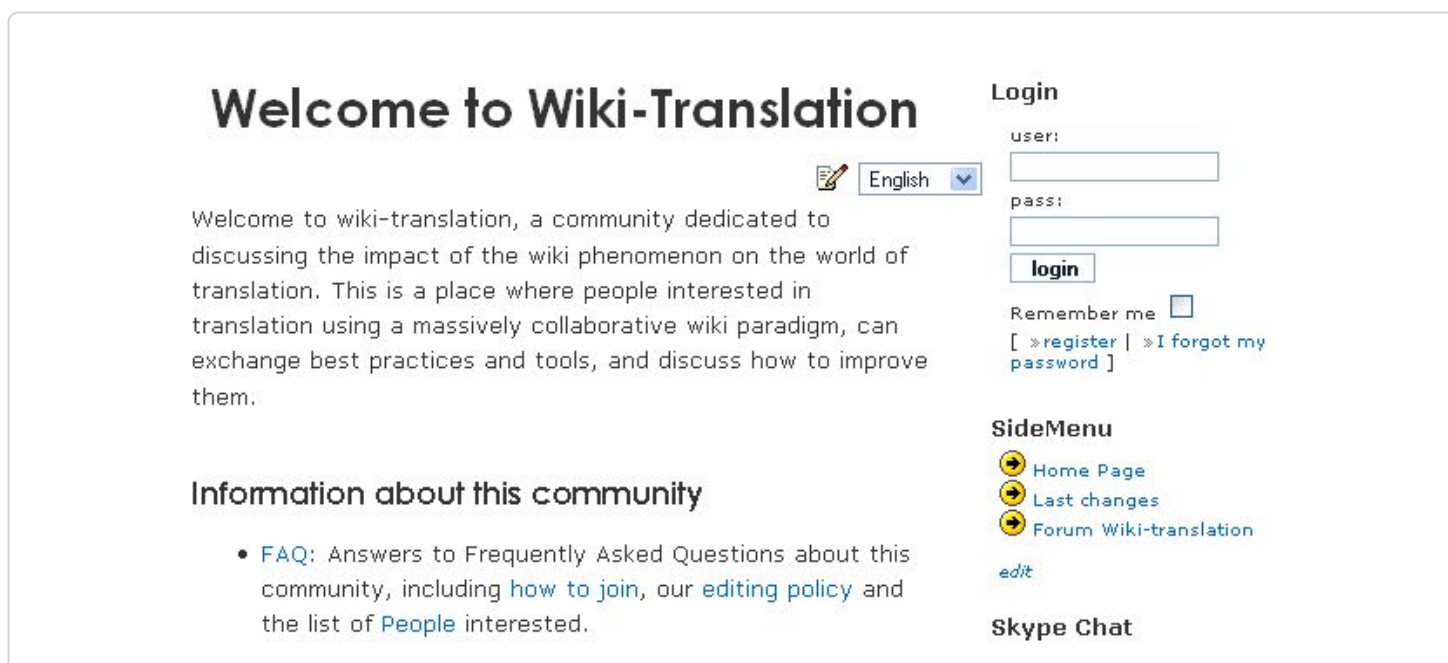 Welcome to Wiki-Translation
English
Welcome to wiki-translation, a community dedicated to
discussing the impact of the wiki phenomenon on the world of
translation. This is a place where people interested in
translation using a massively collaborative wiki paradigm, can
exchange best practices and tools, and discuss how to improve
them.
Information about this community
• FAQ: Answers to Frequently Asked Questions about this
community, including how to join, our editing policy and
the list of People interested.
Login
user:
pass:
login
Remember me
[ »register | »I forgot my
password ]
SideMenu
Home Page
Last changes
Forum Wiki-translation
edit
Skype Chat